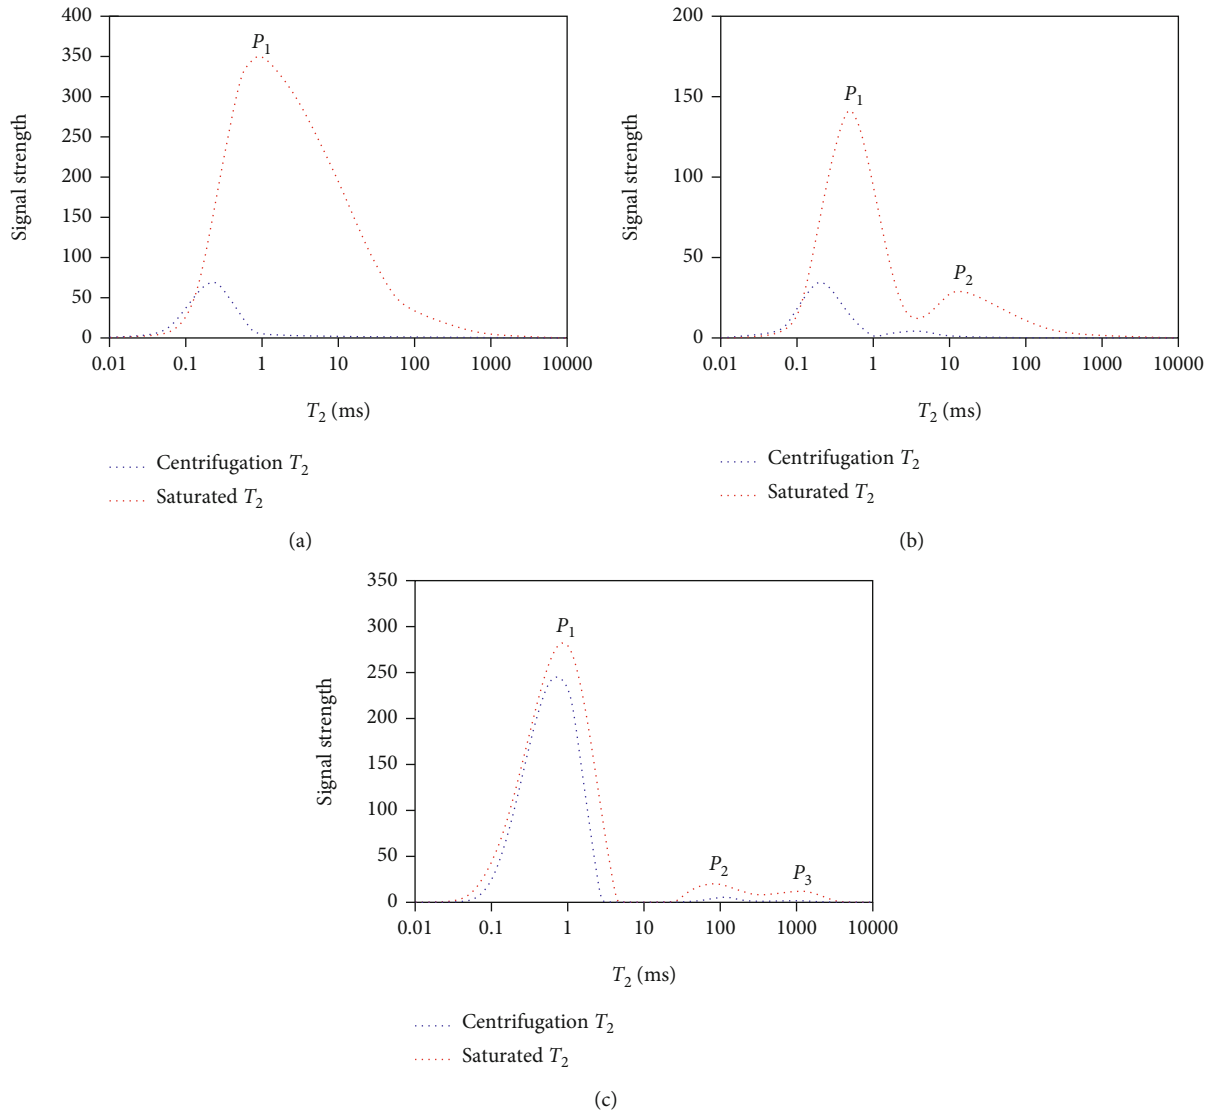 400
350
300
250
200
150
100
50
0
Signal strength
P1
0.01 0.1 1 10 100 1000 10000
T2 (ms)
Centrifugation T2
Saturated T2
(a)
200
150
100
50
0
Signal strength
P1
P2
0.01 0.1 1 10 100 1000 10000
T2 (ms)
Centrifugation T2
Saturated T2
(b)
350
300
250
200
150
100
50
0
Signal strength
P1
P2
P3
0.01 0.1 1 10 100 1000 10000
T2 (ms)
Centrifugation T2
Saturated T2
(c)